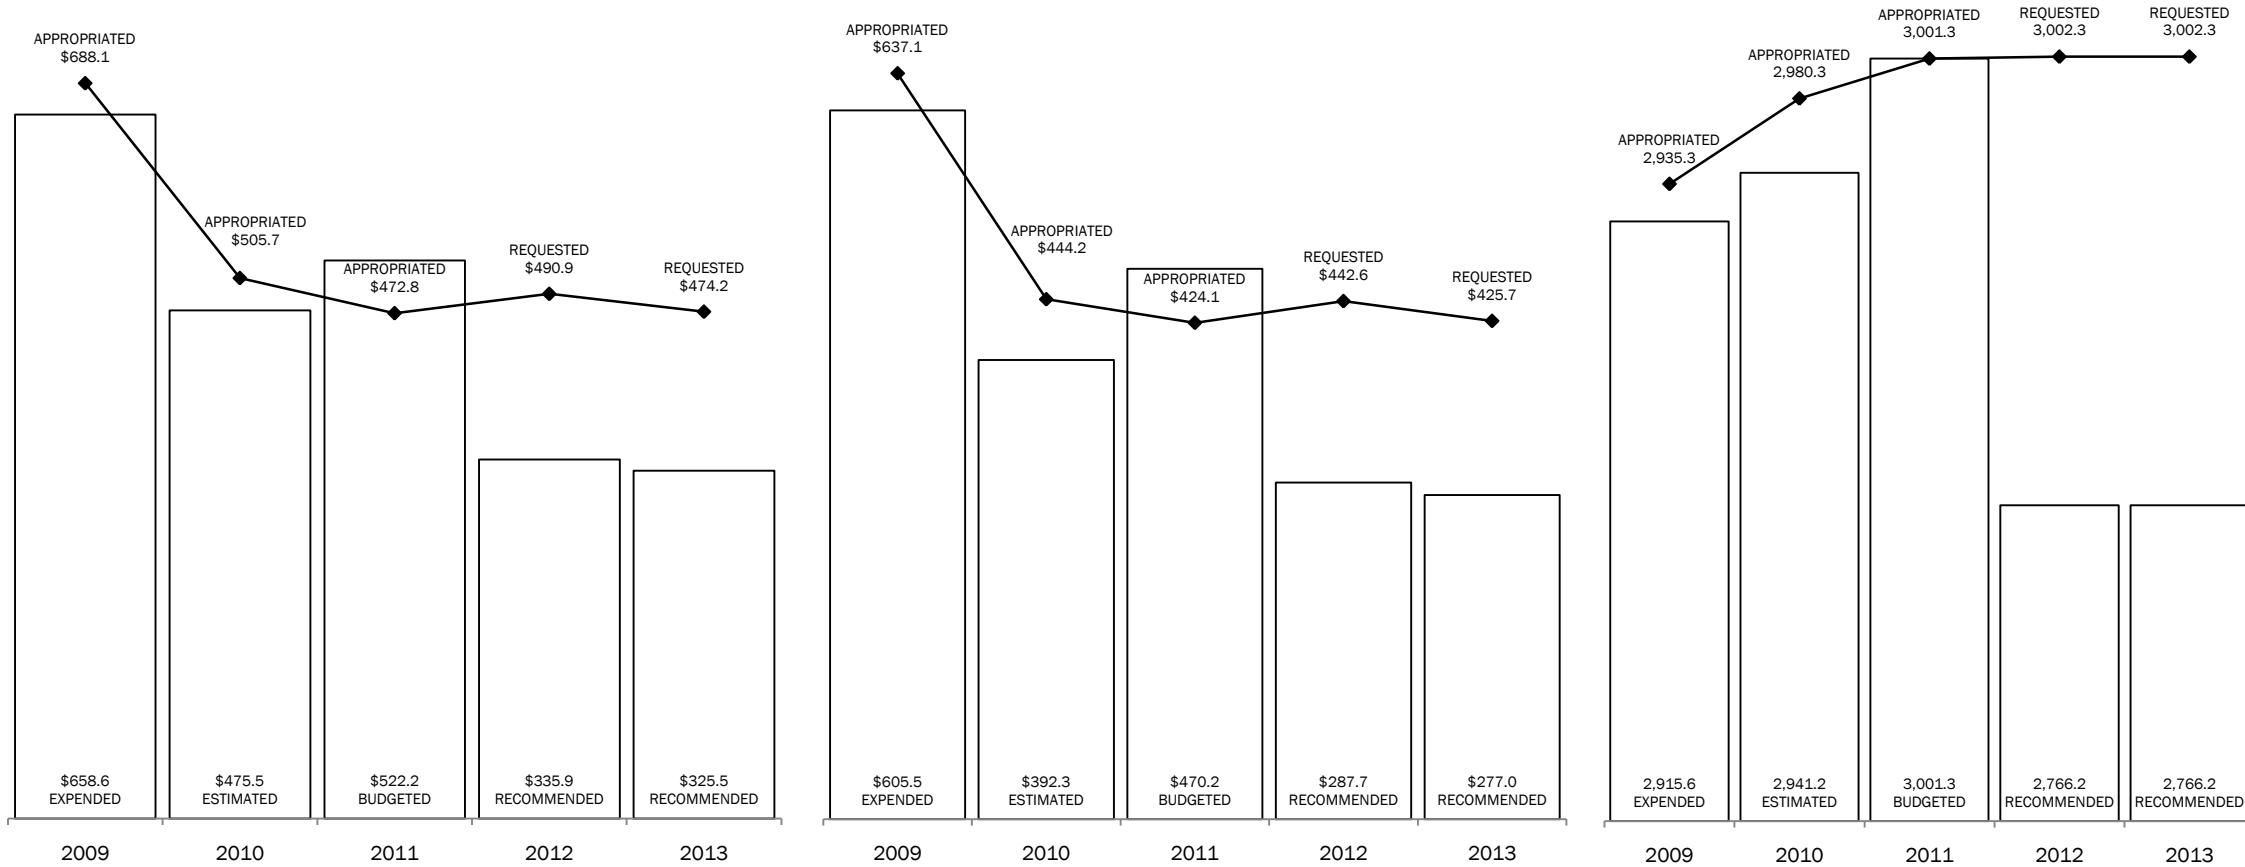 APPROPRIATED
$688.1
APPROPRIATED
$505.7
APPROPRIATED
$472.8
REQUESTED
$490.9
REQUESTED
$474.2
$658.6
EXPENDED
$475.5
ESTIMATED
$522.2
BUDGETED
$335.9
RECOMMENDED
$325.5
RECOMMENDED
2009
2010
2011
2012
2013
APPROPRIATED
$637.1
APPROPRIATED
$444.2
APPROPRIATED
$424.1
REQUESTED
$442.6
REQUESTED
$425.7
$605.5
EXPENDED
$392.3
ESTIMATED
$470.2
BUDGETED
$287.7
RECOMMENDED
$277.0
RECOMMENDED
2009
2010
2011
2012
2013
APPROPRIATED
2,935.3
APPROPRIATED
2,980.3
APPROPRIATED
3,001.3
REQUESTED
3,002.3
REQUESTED
3,002.3
2,915.6
EXPENDED
2,941.2
ESTIMATED
3,001.3
BUDGETED
2,766.2
RECOMMENDED
2,766.2
RECOMMENDED
2009
2010
2011
2012
2013